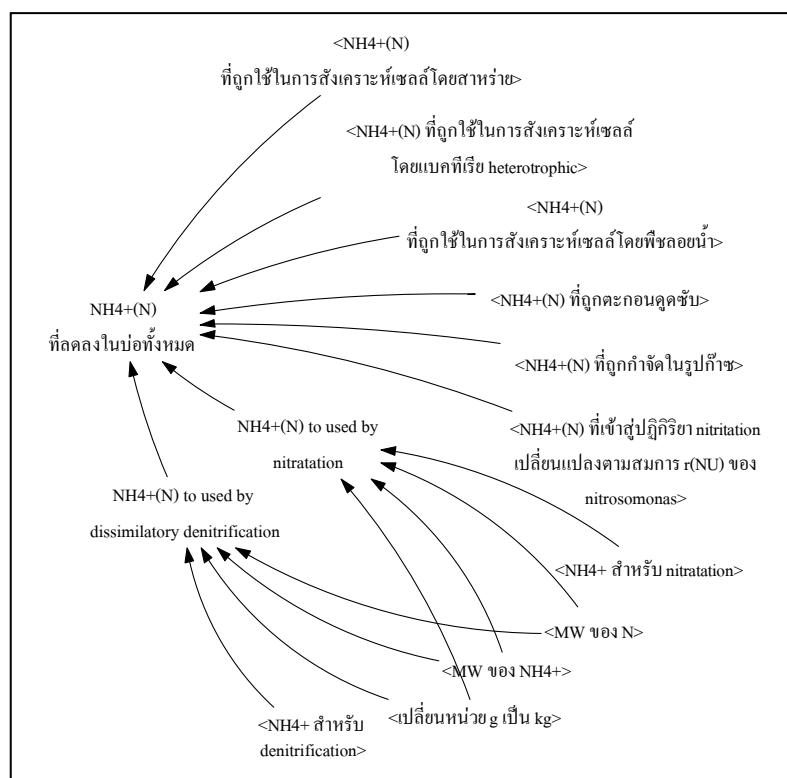 <NH4+(N)
ที่ถูกใช้ในการสังเคราะห์เซลล์โดยสาหร่าย>
<NH4+(N) ที่ถูกใช้ในการสังเคราะห์เซลล์
โดยแบคทีเรีย heterotrophic>
<NH4+(N)
ที่ถูกใช้ในการสังเคราะห์เซลล์โดยพืชลอยน้ำ>
<NH4+(N) ที่ถูกตะกอนดูดซับ>
NH4+(N)
ที่ลดลงในบ่อทั้งหมด
<NH4+(N) ที่ถูกกำจัดในรูปก๊าซ>
<NH4+(N) ที่เข้าสู่ปฏิกิริยา nitritation
เปลี่ยนแปลงตามสมการ r(NU) ของ
nitrosomonas>
NH4+(N) to used by
nitratation
NH4+(N) to used by
dissimilatory denitrification
<NH4+ สำหรับ nitratation>
<MW ของ N>
<MW ของ NH4+>
<เปลี่ยนหน่วย g เป็น kg>
<NH4+ สำหรับ
denitrification>